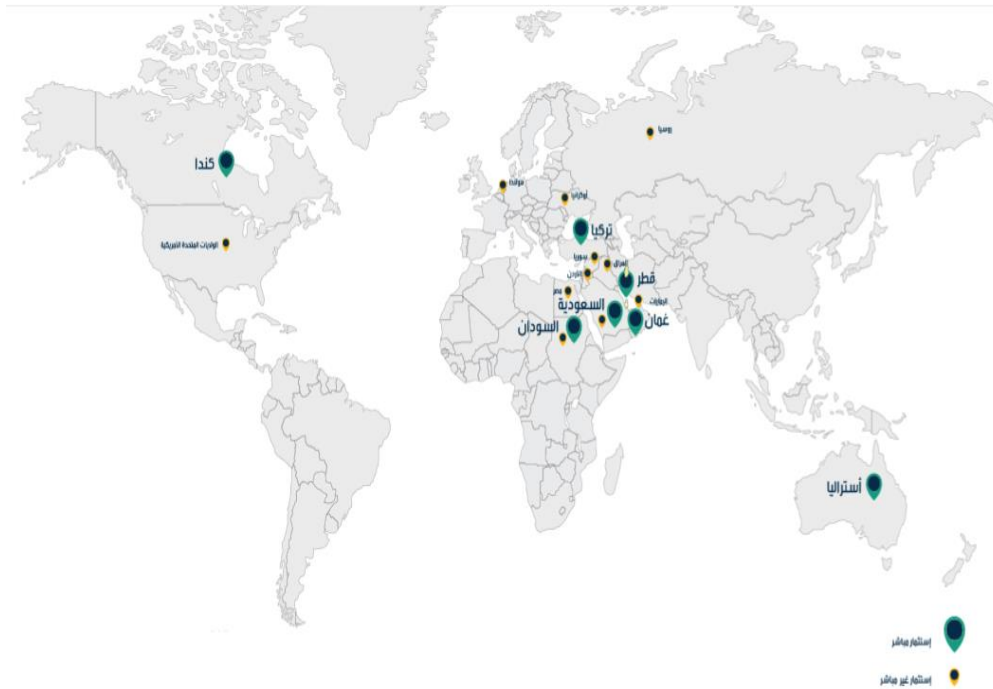 روسيا
كندا
هولندا
أوكرانيا
تركيا
الولايات المتحدة الأمريكية
سوريا
العراق
الاردن
قطر
مصر
الإمارات
السعودية
عُمان
السودان
أستراليا
إستثمار مباشر
إستثمار غير مباشر